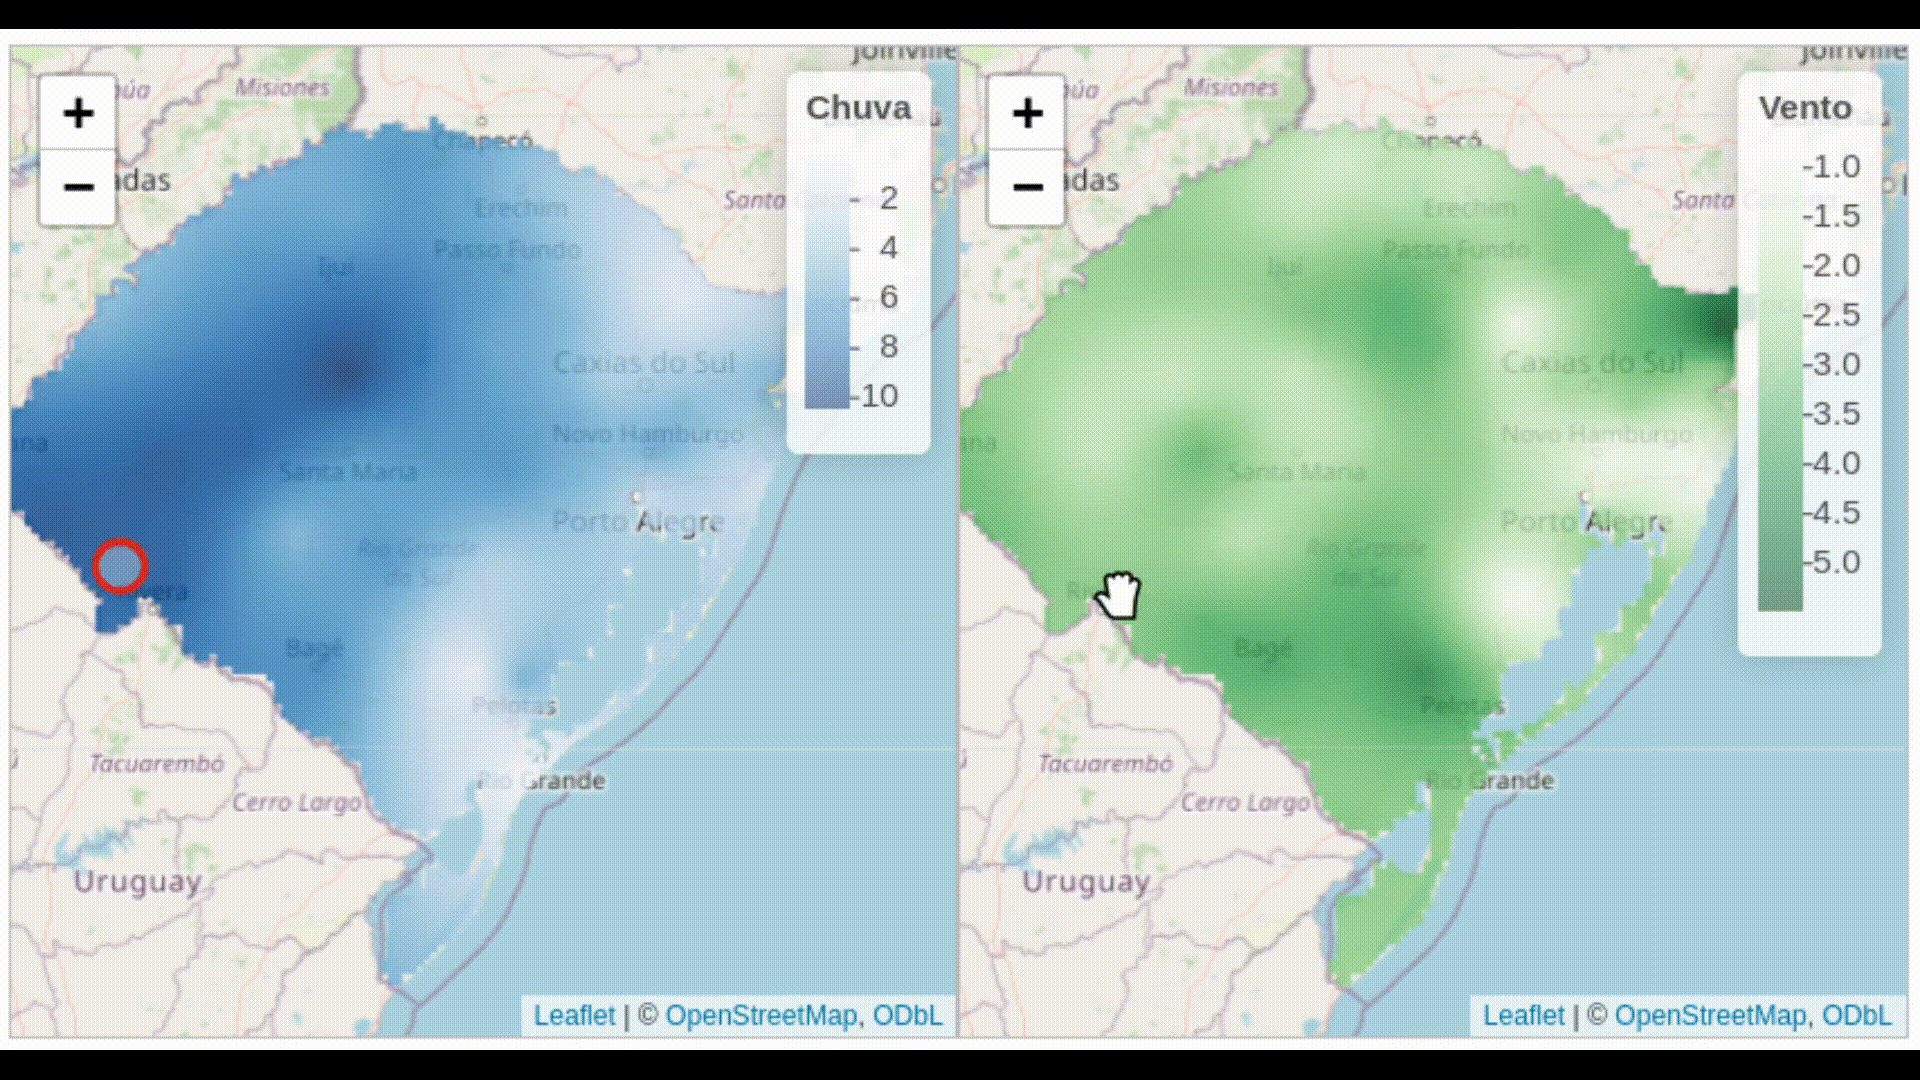 Joinville
úa
Misiones
+
Chuva
Chapecó
−
adas
Santa
- 2
Erechim
- 4
Passo Fundo
Ijuí
- 6
- 8
Caxias do Sul
-10
Novo Hamburgo
ana
Santa Maria
Porto Alegre
Rio Grande
do Sul
Rivera
Bagé
Pelotas
Tacuarembó
Rio Grande
Cerro Largo
Uruguay
Leaflet | © OpenStreetMap, ODbL
Joinville
úa
Misiones
+
Vento
Chapecó
-1.0
−
adas
Santa
Erechim
-1.5
Passo Fundo
Ijuí
-2.0
-2.5
Caxias do Sul
-3.0
-3.5
Novo Hamburgo
ana
-4.0
Santa Maria
-4.5
Porto Alegre
Rio Grande
do Sul
-5.0
Ri
Bagé
Pelotas
Tacuarembó
Rio Grande
Cerro Largo
Uruguay
Leaflet | © OpenStreetMap, ODbL